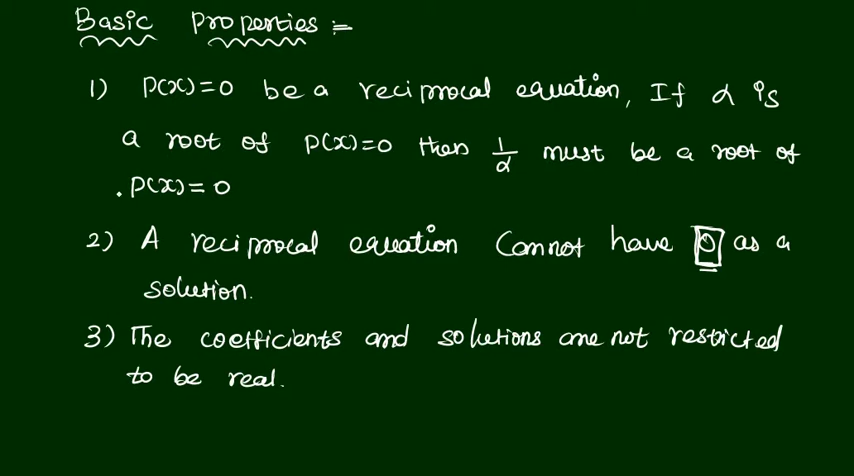 Basic Properties :-
1) P(x)=0 be a reciprocal equation, If α is
a root of P(x)=0 then 1/α must be a root of
. P(x)=0
2) A reciprocal equation cannot have 0 as a
solution.
3) The coefficients and solutions are not restricted
to be real.